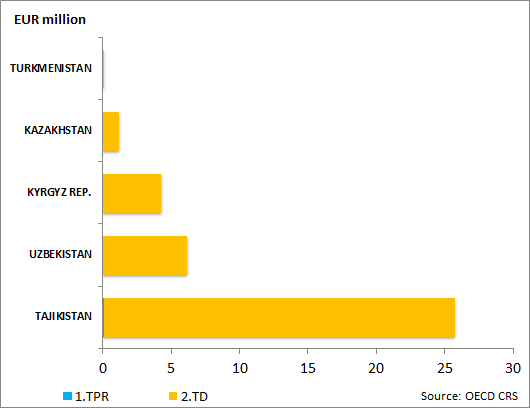 EUR million
TURKMENISTAN
KAZAKHSTAN
KYRGYZ REP.
UZBEKISTAN
TAJIKISTAN
0 5 10 15 20 25 30
1.TPR 2.TD Source: OECD CRS